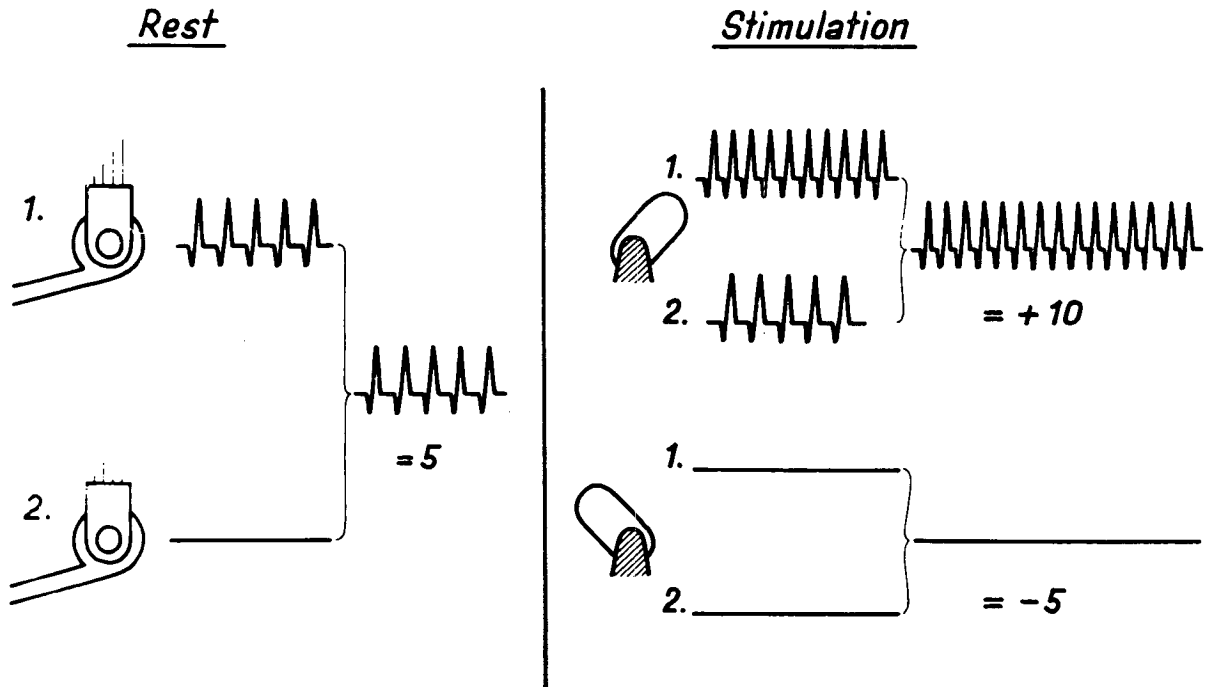 Rest
1.
= 5
2.
Stimulation
1.
2.
= + 10
1.
2.
= -5